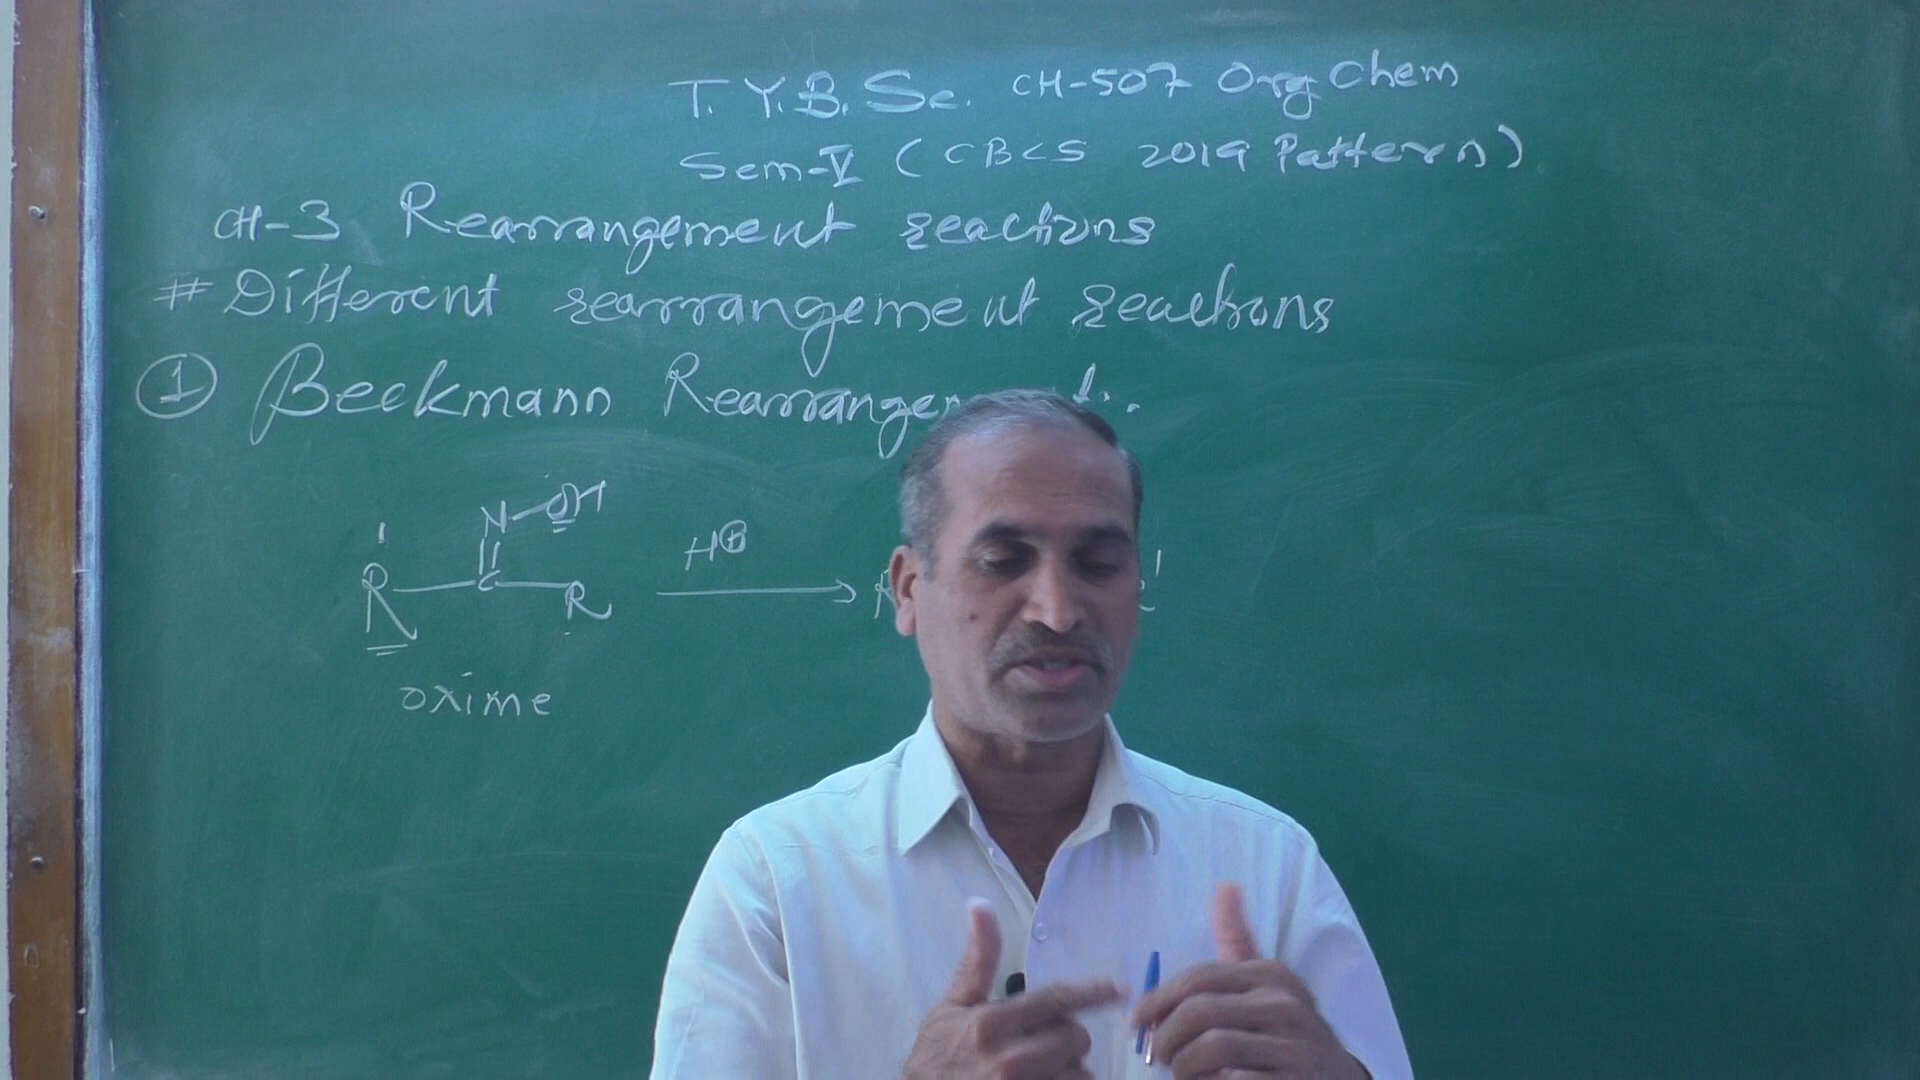 T.Y.B.Sc. CH-507 Org Chem
Sem-V (CBCS 2019 Pattern)
CH-3 Rearrangement reactions
# Different rearrangement reactions
① Beckmann Rearrangem t.
N-OH
||
R'-C-R H⊕ → R '
oxime